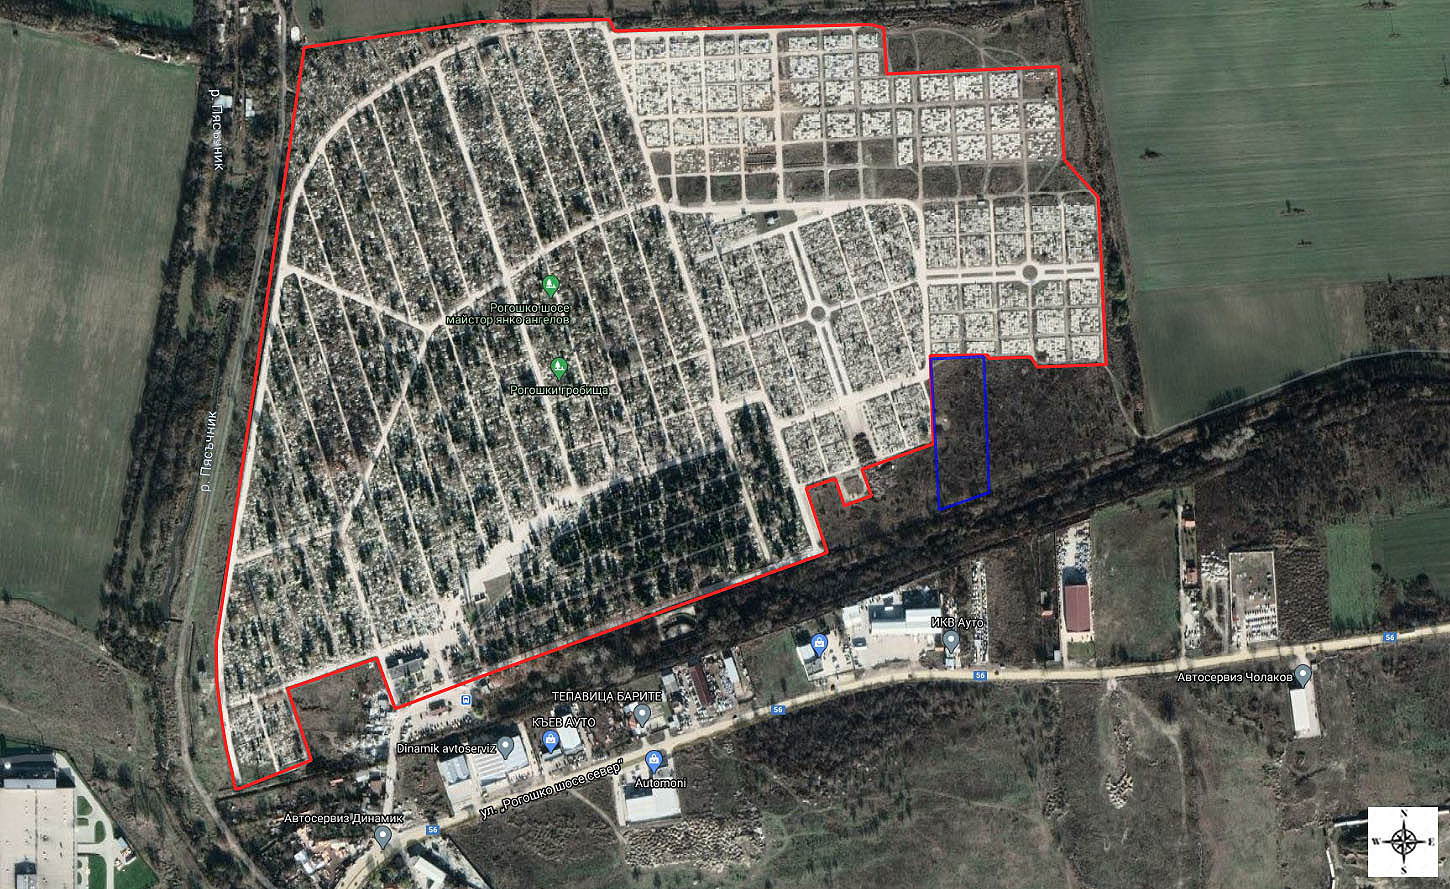 р. Пясъчник
Рогошко шосе
майстор янко ангелов
Рогошки гробища
р. Пясъчник
ИКВ Ауто
56
56
Автосервиз Чолаков
ТЕПАВИЦА БАРИТЕ
56
КЪЕВ АУТО
Dinamik avtoserviz
Automoni
ул. „Рогошко шосе север"
Автосервиз Динамик
56
N
W E
S